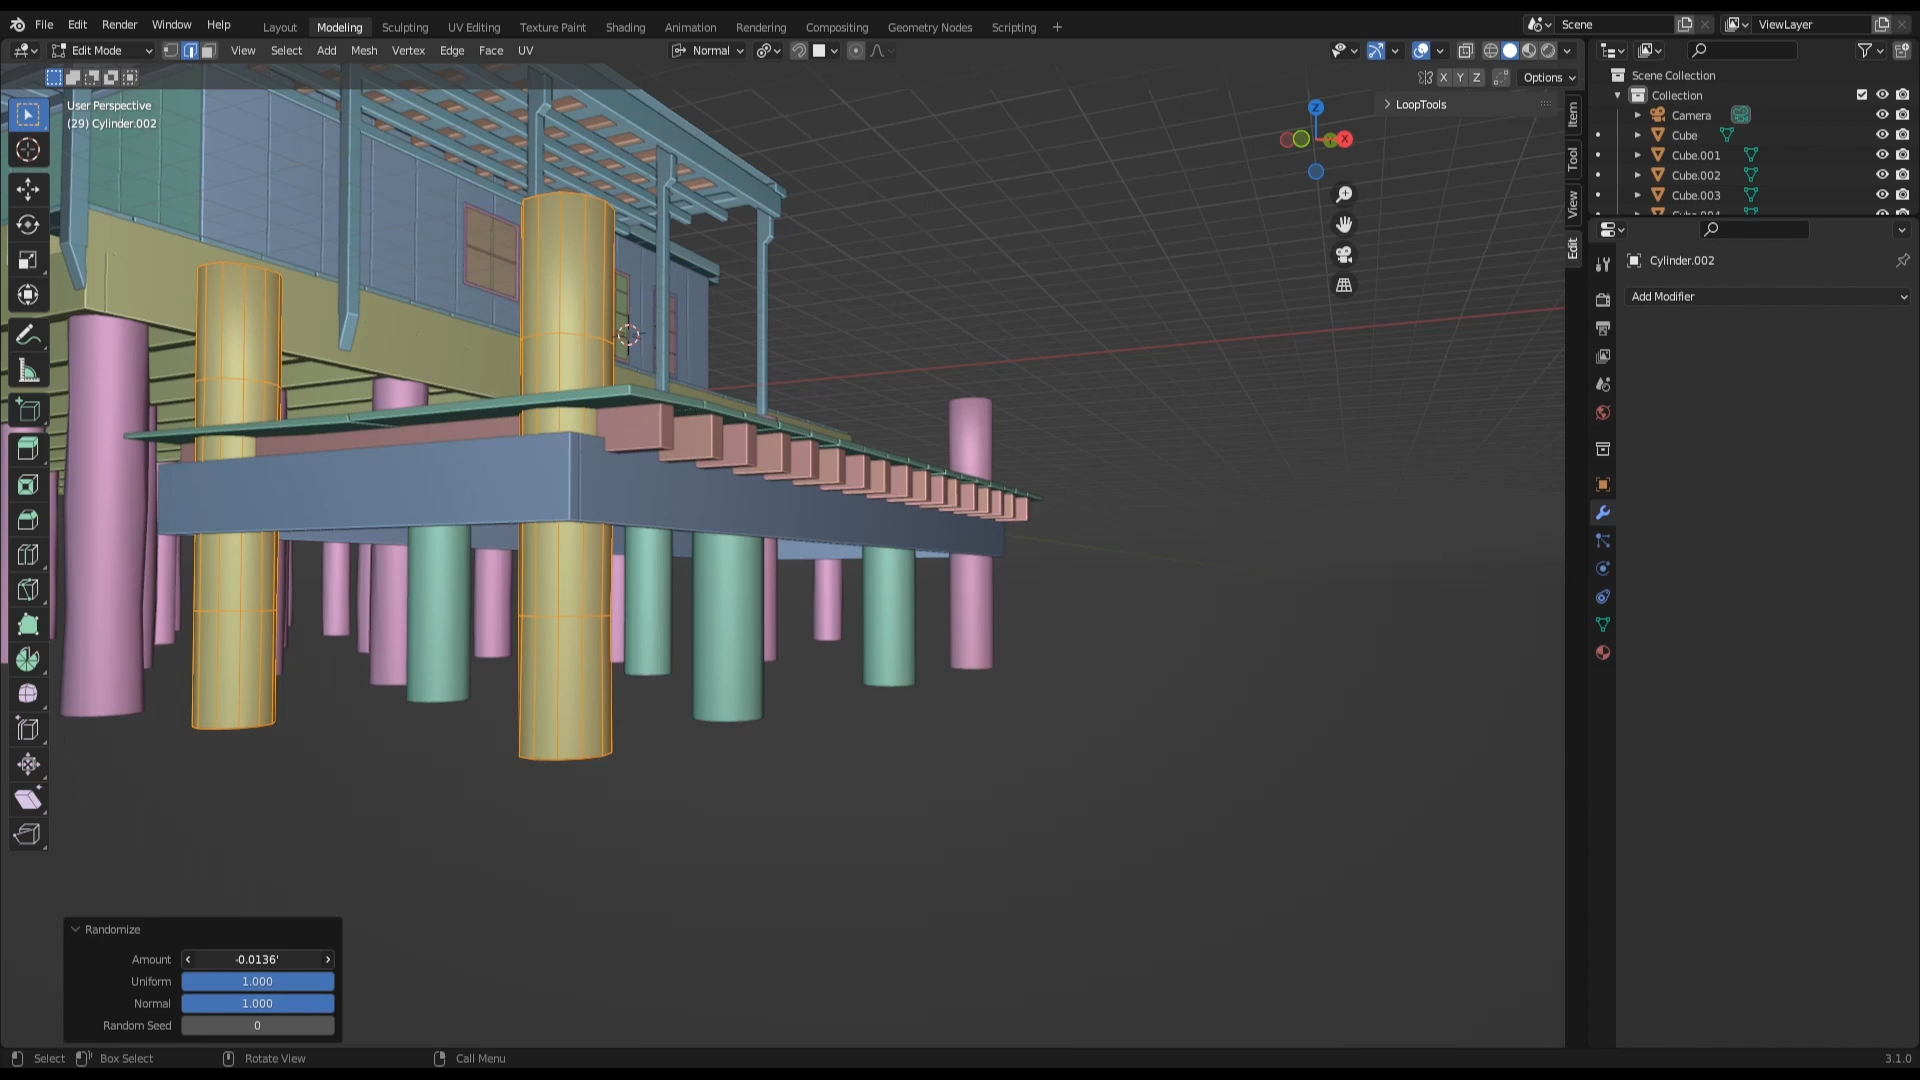 File Edit Render Window Help
Layout Modeling Sculpting UV Editing Texture Paint Shading Animation Rendering Compositing Geometry Nodes Scripting +
Scene
ViewLayer
Edit Mode
View Select Add Mesh Vertex Edge Face UV
Normal
X Y Z
Options
User Perspective
(29) Cylinder.002
LoopTools
Z
X
Item
Tool
View
Edit
Scene Collection
Collection
Camera
Cube
Cube.001
Cube.002
Cube.003
Cube.004
Cylinder.002
Add Modifier
Randomize
Amount -0.0136'
Uniform 1.000
Normal 1.000
Random Seed 0
Select Box Select Rotate View Call Menu
3.1.0